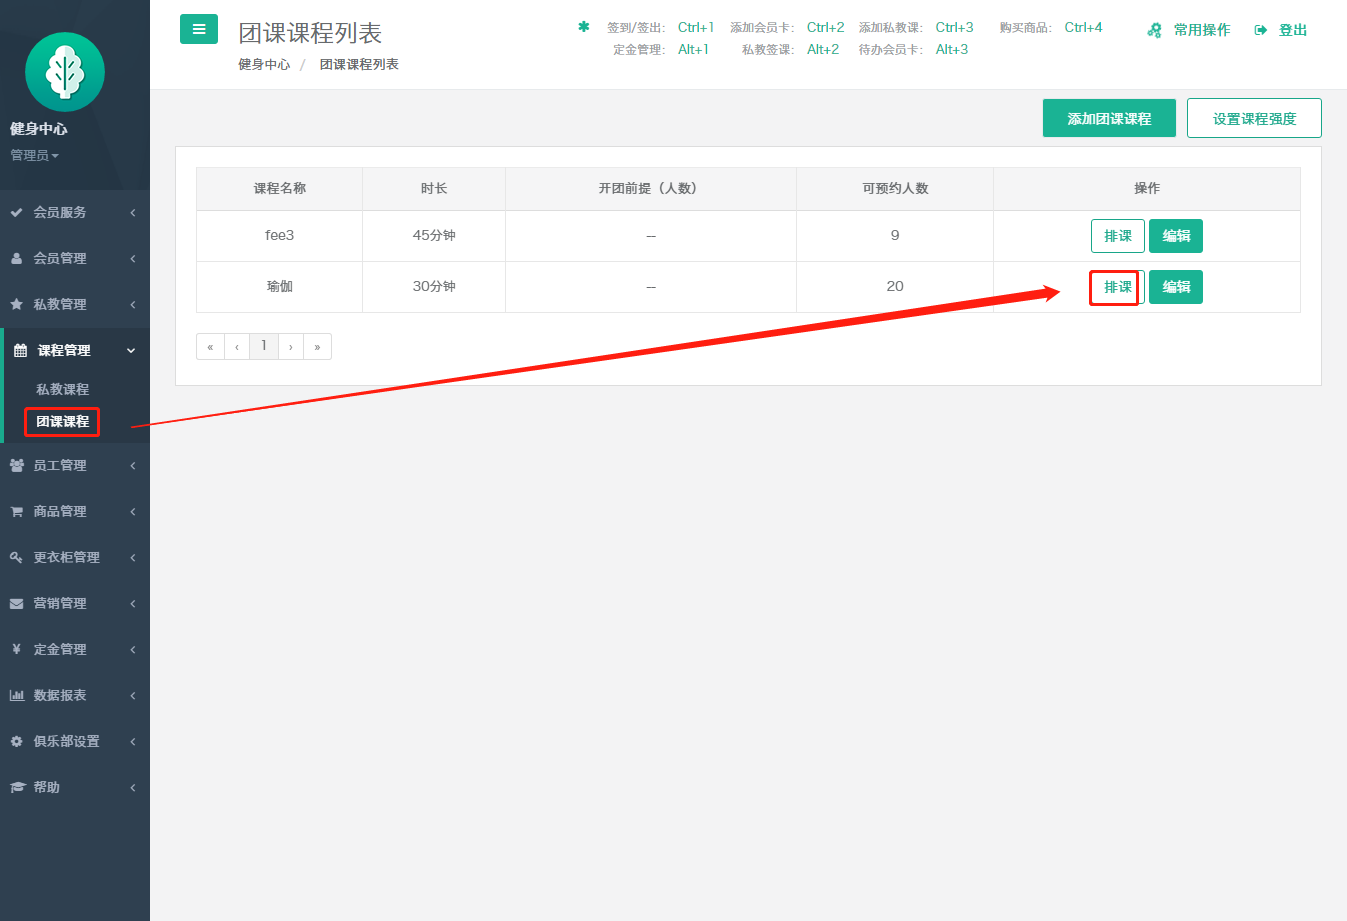 健身中心
管理员
会员服务
会员管理
私教管理
课程管理
私教课程
团课课程
员工管理
商品管理
更衣柜管理
营销管理
定金管理
数据报表
俱乐部设置
帮助
团课课程列表
健身中心 / 团课课程列表
签到/签出: Ctrl+1 添加会员卡: Ctrl+2 添加私教课: Ctrl+3 购买商品: Ctrl+4
定金管理: Alt+1 私教签课: Alt+2 待办会员卡: Alt+3
常用操作 登出
添加团课课程 设置课程强度
课程名称 时长 开团前提（人数） 可预约人数 操作
fee3 45分钟 -- 9 排课 编辑
瑜伽 30分钟 -- 20 排课 编辑
« ‹ 1 › »